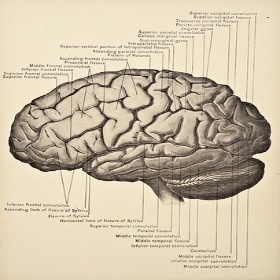 Superior occipital convolution
Superior occipital fissure
Transverse occipital fissure
Parieto-occipital fissure
Angular gyrus
Superior parietal convolution
Supramarginal gyrus
Intraparietal fissure
Superior vertical portion of intraparietal fissure
Ascending parietal convolution
Fissure of Rolando
Ascending frontal convolution
Precentral fissure
Middle frontal convolution
Inferior frontal fissure
Superior frontal convolution
Superior frontal fissure
Inferior frontal convolution
Ascending limb of fissure of Sylvius
Fissure of Sylvius
Horizontal limb of fissure of Sylvius
Superior temporal convolution
Parallel fissure
Middle temporal convolution
Middle temporal fissure
Inferior temporal convolution
Cerebellum
Middle occipital convolution
Inferior occipital convolution
Middle occipital fissure